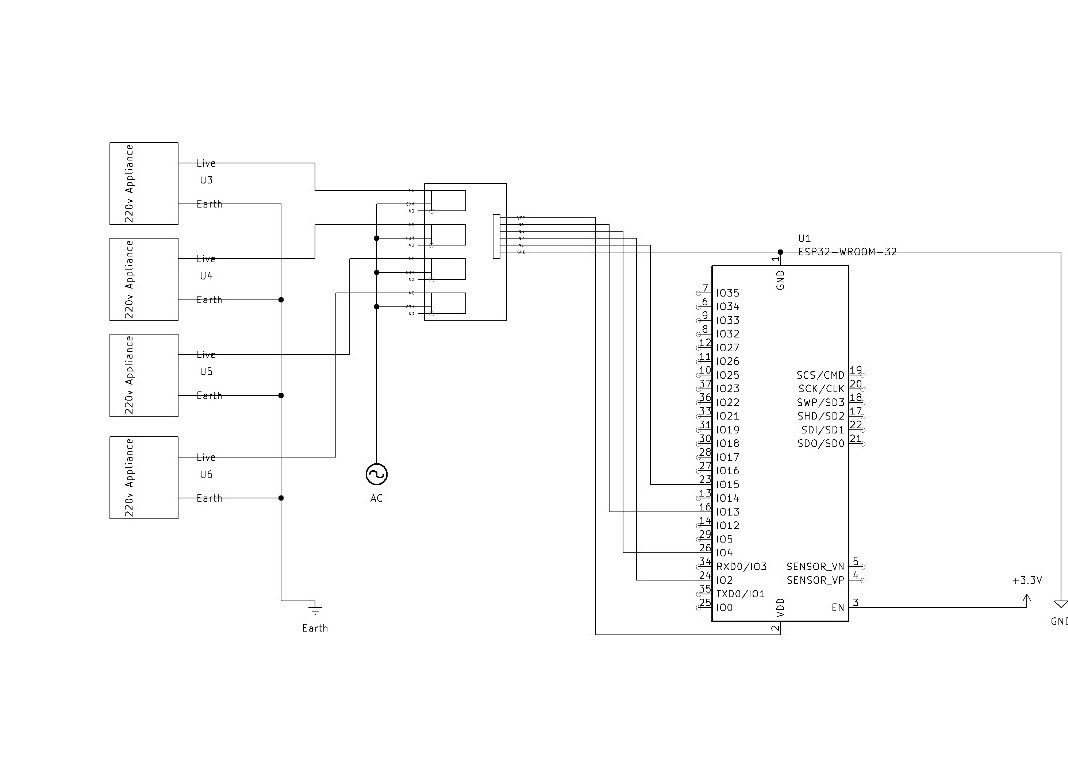 220v Appliance
Live
U3
Earth
220v Appliance
Live
U4
Earth
220v Appliance
Live
U5
Earth
220v Appliance
Live
U6
Earth
Earth
AC
U1
ESP32-WROOM-32
1
GND
7 IO35
6 IO34
9 IO33
8 IO32
12 IO27
11 IO26
10 IO25
37 IO23
36 IO22
33 IO21
31 IO19
30 IO18
28 IO17
27 IO16
23 IO15
13 IO14
16 IO13
14 IO12
29 IO5
26 IO4
34 RXD0/IO3
24 IO2
35 TXD0/IO1
25 IO0
SCS/CMD 19
SCK/CLK 20
SWP/SD3 18
SHD/SD2 17
SDI/SD1 22
SDO/SD0 21
SENSOR_VN 5
SENSOR_VP 4
EN 3
VDD
2
+3.3V
GND